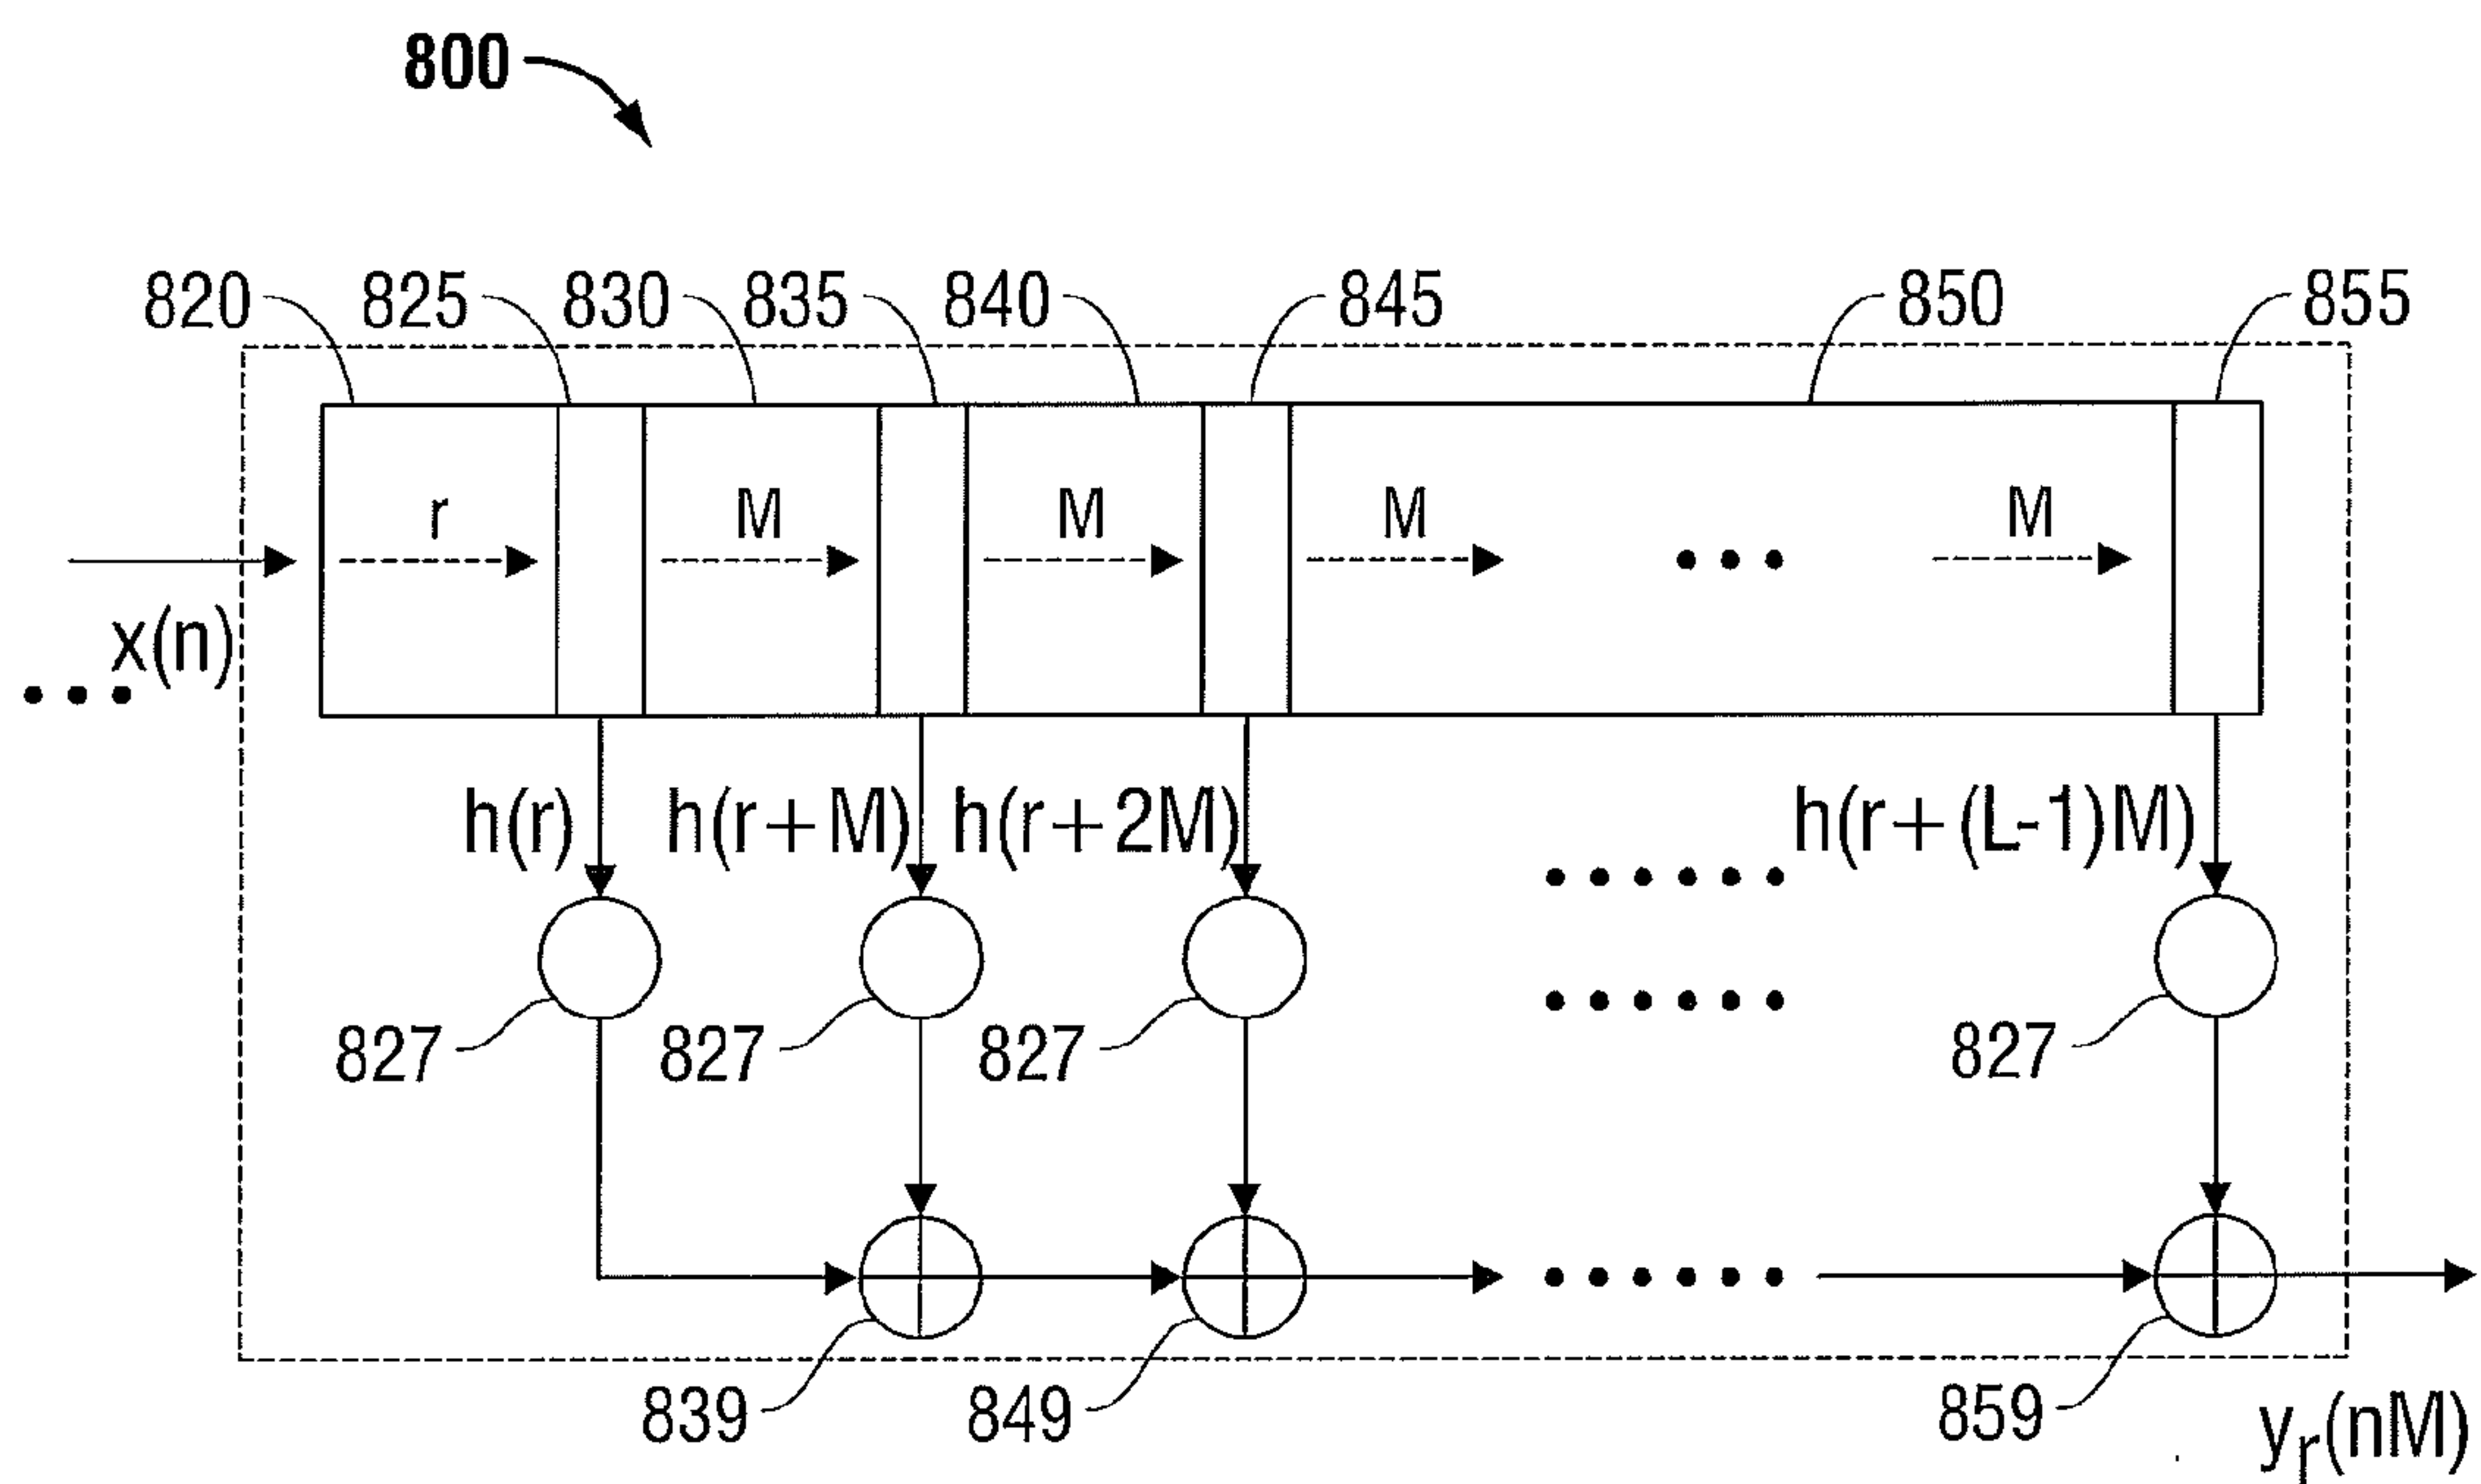 800
820 825 830 835 840 845 850 855
r M M M • • • M
x(n)
• • •
h(r) h(r+M) h(r+2M) • • • • • • h(r+(L-1)M)
• • • • • •
827 827 827 827
• • • • • •
839 849 859
yr(nM)